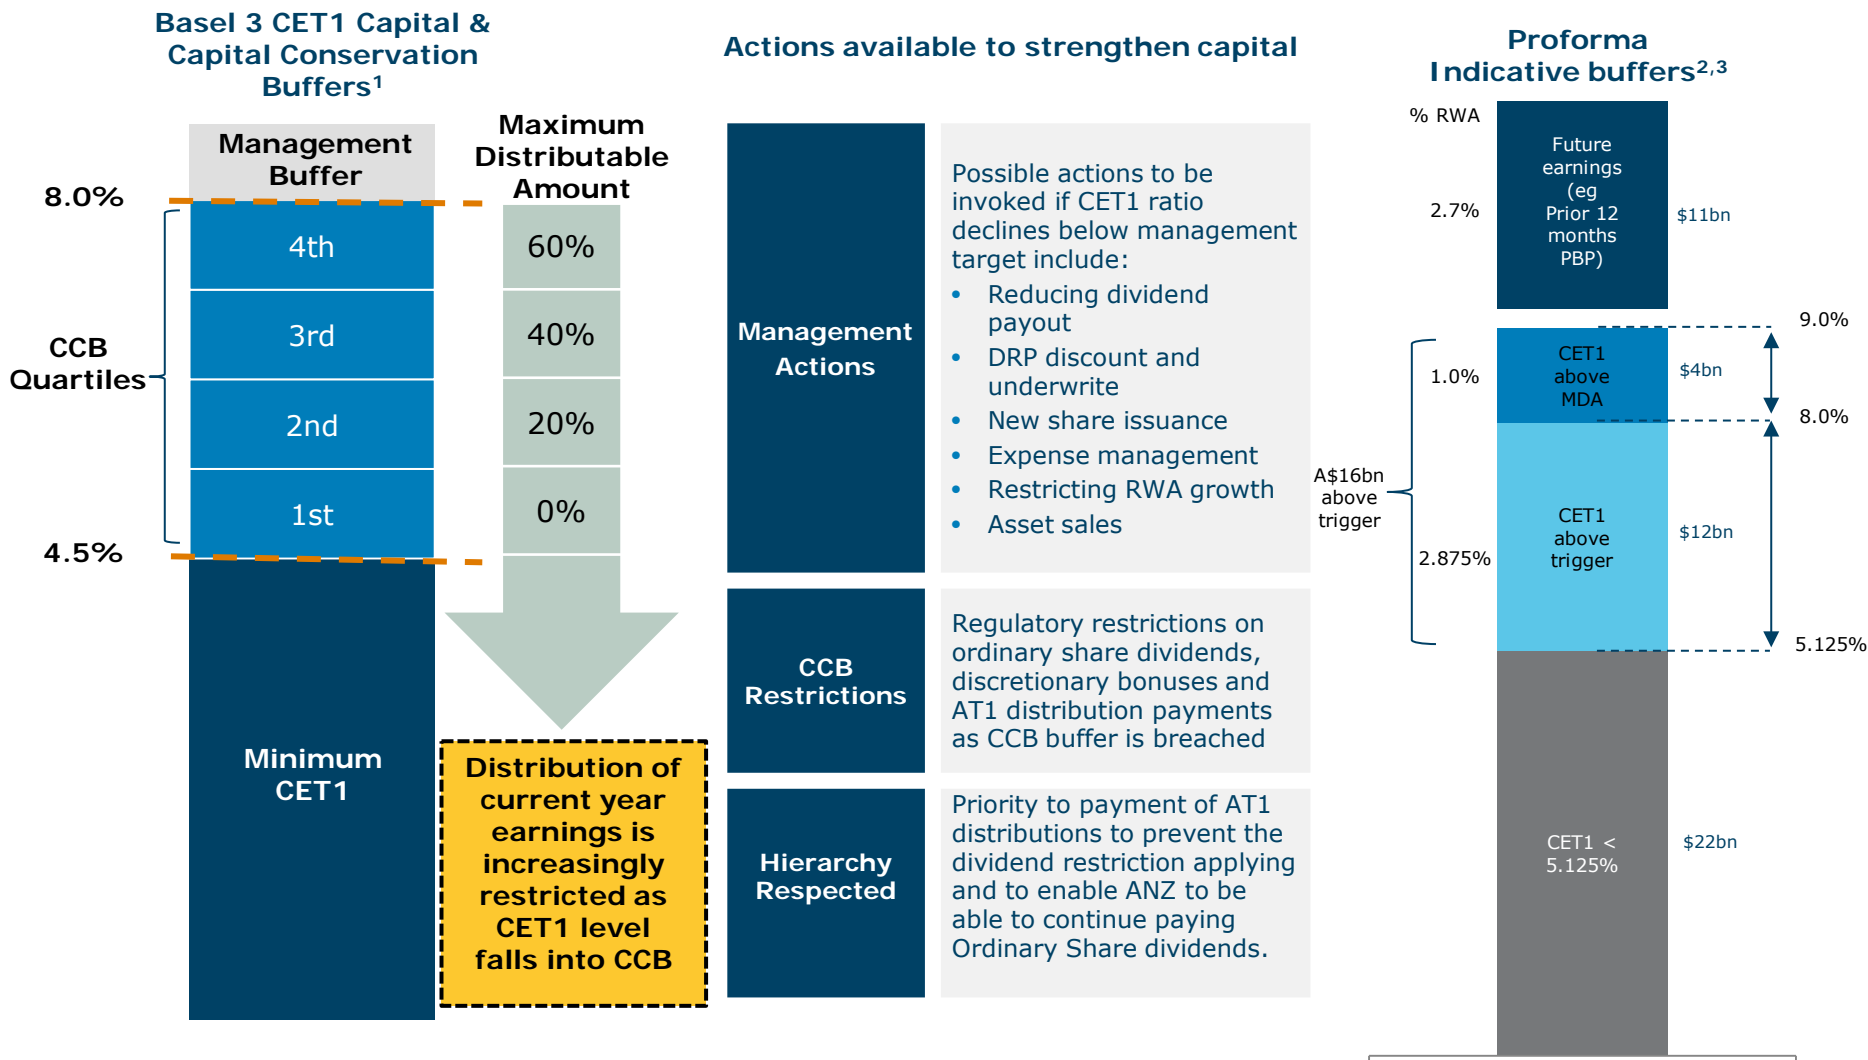 Basel 3 CET1 Capital &
Capital Conservation
Buffers¹
Management
Buffer
8.0%
4th
3rd
2nd
1st
CCB
Quartiles
4.5%
Minimum
CET1
Maximum
Distributable
Amount
60%
40%
20%
0%
Distribution of
current year
earnings is
increasingly
restricted as
CET1 level
falls into CCB
Actions available to strengthen capital
Management
Actions
Possible actions to be
invoked if CET1 ratio
declines below management
target include:
• Reducing dividend
payout
• DRP discount and
underwrite
• New share issuance
• Expense management
• Restricting RWA growth
• Asset sales
CCB
Restrictions
Regulatory restrictions on
ordinary share dividends,
discretionary bonuses and
AT1 distribution payments
as CCB buffer is breached
Hierarchy
Respected
Priority to payment of AT1
distributions to prevent the
dividend restriction applying
and to enable ANZ to be
able to continue paying
Ordinary Share dividends.
Proforma
Indicative buffers²,³
% RWA
2.7%
Future
earnings
(eg
Prior 12
months
PBP)
$11bn
9.0%
1.0%
CET1
above
MDA
$4bn
8.0%
A$16bn
above
trigger
2.875%
CET1
above
trigger
$12bn
5.125%
CET1 <
5.125%
$22bn